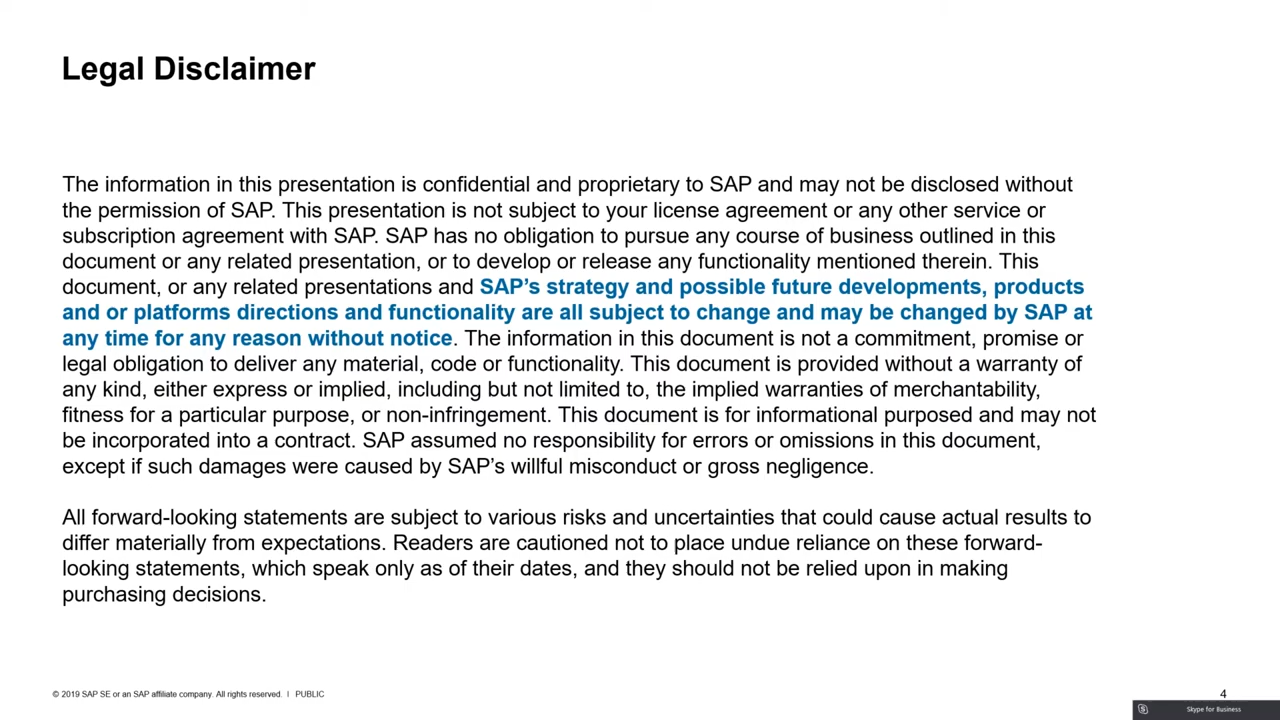 Legal Disclaimer
The information in this presentation is confidential and proprietary to SAP and may not be disclosed without
the permission of SAP. This presentation is not subject to your license agreement or any other service or
subscription agreement with SAP. SAP has no obligation to pursue any course of business outlined in this
document or any related presentation, or to develop or release any functionality mentioned therein. This
document, or any related presentations and SAP’s strategy and possible future developments, products
and or platforms directions and functionality are all subject to change and may be changed by SAP at
any time for any reason without notice. The information in this document is not a commitment, promise or
legal obligation to deliver any material, code or functionality. This document is provided without a warranty of
any kind, either express or implied, including but not limited to, the implied warranties of merchantability,
fitness for a particular purpose, or non-infringement. This document is for informational purposed and may not
be incorporated into a contract. SAP assumed no responsibility for errors or omissions in this document,
except if such damages were caused by SAP’s willful misconduct or gross negligence.
All forward-looking statements are subject to various risks and uncertainties that could cause actual results to
differ materially from expectations. Readers are cautioned not to place undue reliance on these forward-
looking statements, which speak only as of their dates, and they should not be relied upon in making
purchasing decisions.
© 2019 SAP SE or an SAP affiliate company. All rights reserved. I PUBLIC
4
Skype for Business